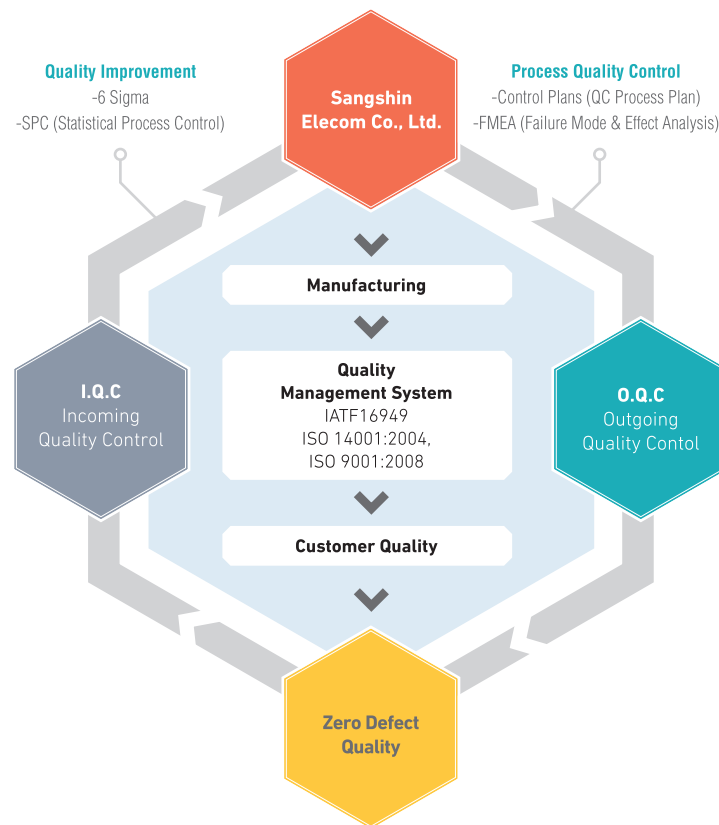 Quality Improvement
-6 Sigma
-SPC (Statistical Process Control)
Sangshin
Elecom Co., Ltd.
Process Quality Control
-Control Plans (QC Process Plan)
-FMEA (Failure Mode & Effect Analysis)
Manufacturing
Quality
Management System
IATF16949
ISO 14001:2004,
ISO 9001:2008
I.Q.C
Incoming
Quality Control
O.Q.C
Outgoing
Quality Contol
Customer Quality
Zero Defect
Quality